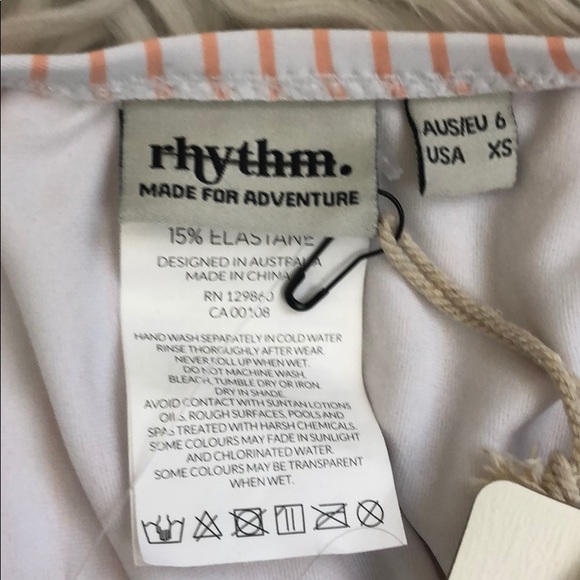 rhythm.
MADE FOR ADVENTURE
AUS/EU 6
USA XS
15% ELASTANE
DESIGNED IN AUSTRALIA
MADE IN CHINA
RN 129860
CA 00108
HAND WASH SEPARATELY IN COLD WATER
RINSE THOROUGHLY AFTER WEAR.
NEVER ROLL UP WHEN WET.
DO NOT MACHINE WASH,
BLEACH, TUMBLE DRY OR IRON.
DRY IN SHADE.
AVOID CONTACT WITH SUNTAN LOTIONS
OILS, ROUGH SURFACES, POOLS AND
SPAS TREATED WITH HARSH CHEMICALS.
SOME COLOURS MAY FADE IN SUNLIGHT
AND CHLORINATED WATER.
SOME COLOURS MAY BE TRANSPARENT
WHEN WET.